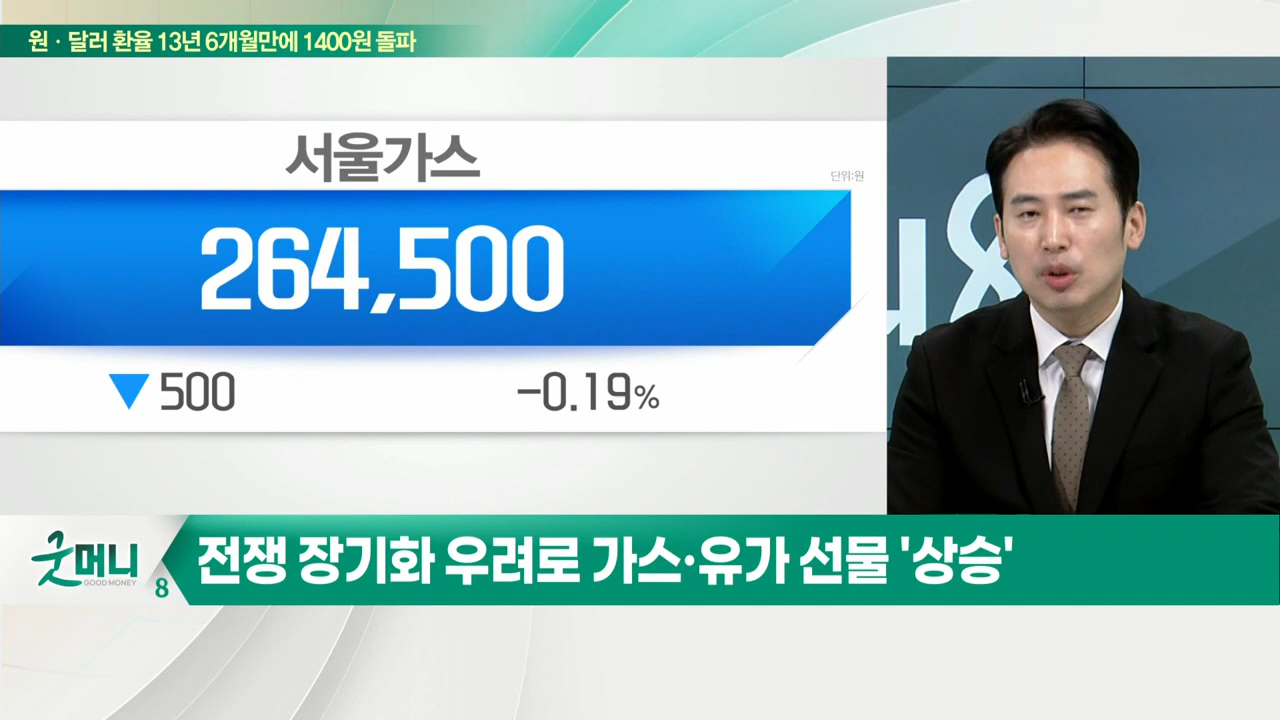 원·달러 환율 13년 6개월만에 1400원 돌파
서울가스
단위:원
264,500
▼500 -0.19%
굿머니
GOOD MONEY
8
전쟁 장기화 우려로 가스·유가 선물 '상승'